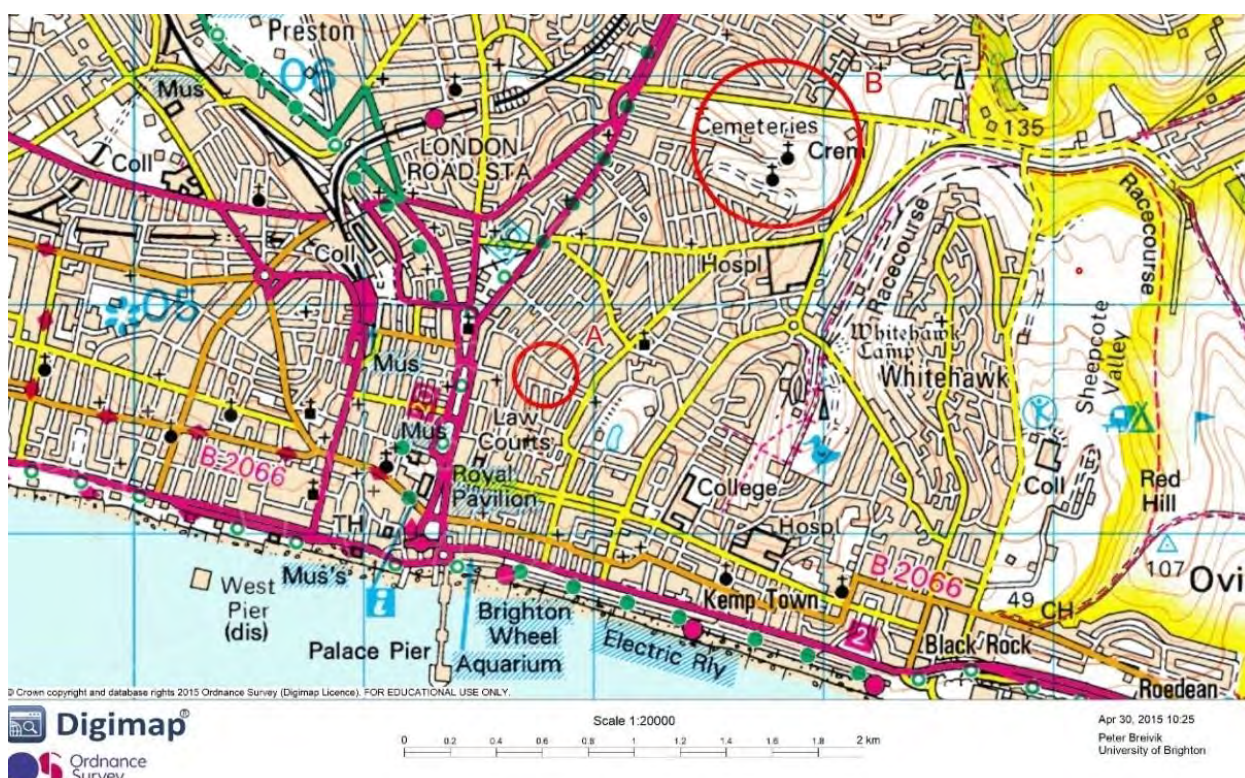 Preston
06
Mus
B
Cemeteries
Crem
135
LONDON
ROAD STA
Coll
Coll
Hospl
Racecourse
Racecourse
05
Mus
A
Whitehawk
Camp
Whitehawk
Sheepcote
Valley
Mus
Law
Courts
B 2066
Royal
Pavilion
College
Hospl
Coll
Red
Hill
TH
Mus's
West
Pier
(dis)
i
Palace Pier
Brighton
Wheel
Aquarium
Electric Rly
Kemp Town
B 2066
2
49
CH
107
Ovi
Black Rock
Roedean
© Crown copyright and database rights 2015 Ordnance Survey (Digimap Licence). FOR EDUCATIONAL USE ONLY.
Digimap®
Ordnance
Survey
Scale 1:20000
0 0.2 0.4 0.6 0.8 1 1.2 1.4 1.6 1.8 2 km
Apr 30, 2015 10:25
Peter Breivik
University of Brighton